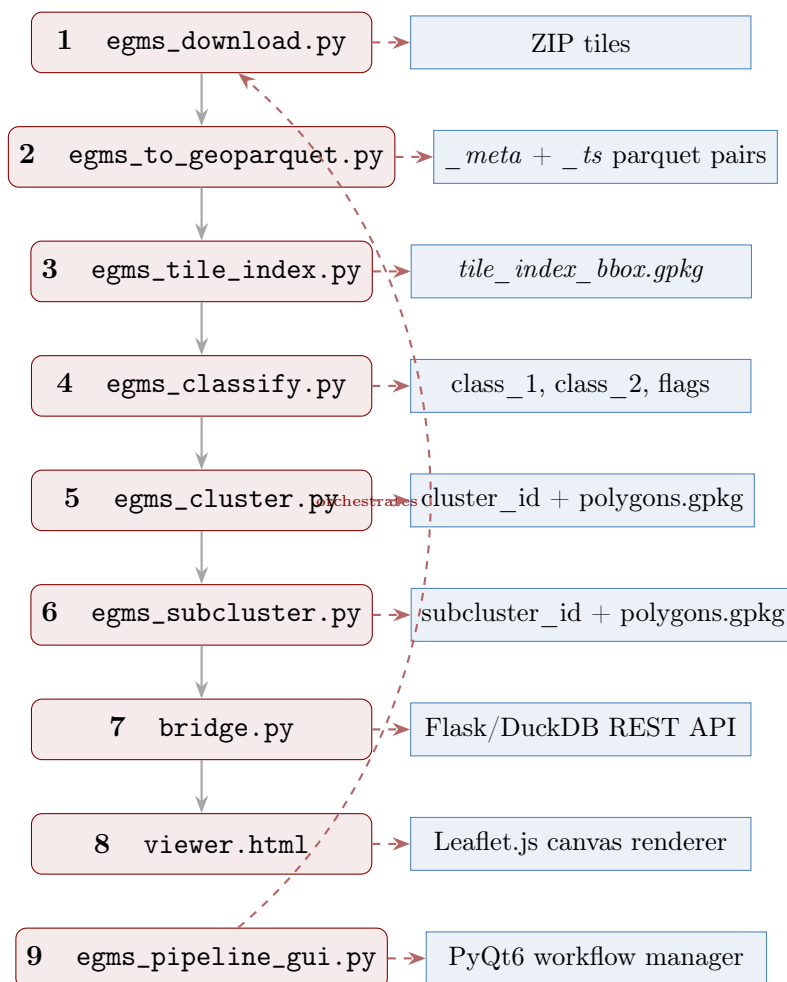 1 egms_download.py ZIP tiles
2 egms_to_geoparquet.py _meta + _ts parquet pairs
3 egms_tile_index.py tile_index_bbox.gpkg
4 egms_classify.py class_1, class_2, flags
5 egms_cluster.py orchestrates cluster_id + polygons.gpkg
6 egms_subcluster.py subcluster_id + polygons.gpkg
7 bridge.py Flask/DuckDB REST API
8 viewer.html Leaflet.js canvas renderer
9 egms_pipeline_gui.py PyQt6 workflow manager